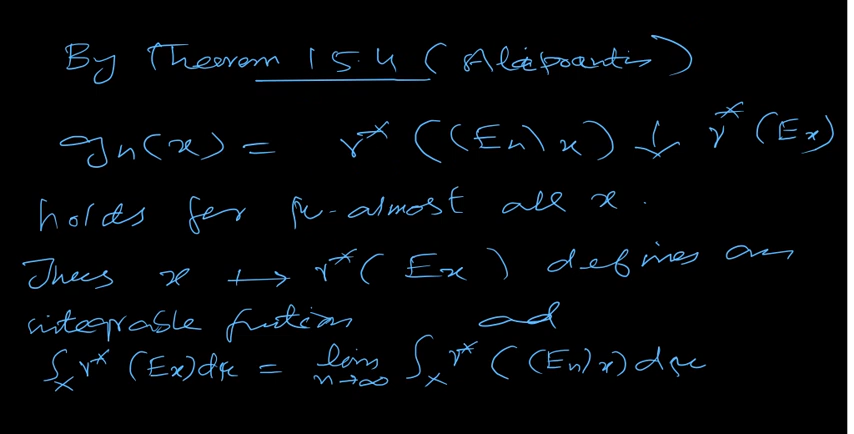 By Theorem 15.4 (Aliprantis)
gn(x) = ν* ((En)x) ↓ ν*(Ex)
holds for μ-almost all x.
Thus x ↦ ν*(Ex) defines an
integrable function and
∫X ν* (Ex)dμ = lim n→∞ ∫X ν* ((En)x)dμ